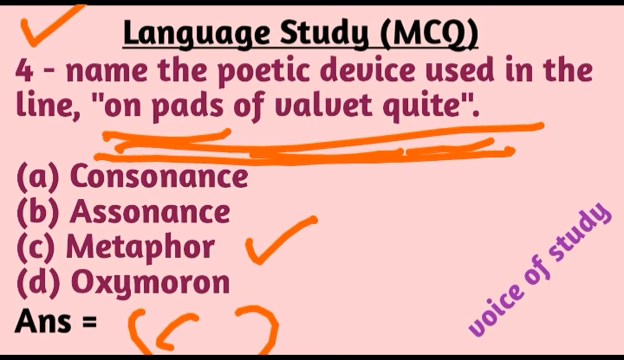 Language Study (MCQ)
4 - name the poetic device used in the
line, "on pads of valvet quite".
(a) Consonance
(b) Assonance
(c) Metaphor
(d) Oxymoron
Ans = (c)
voice of study